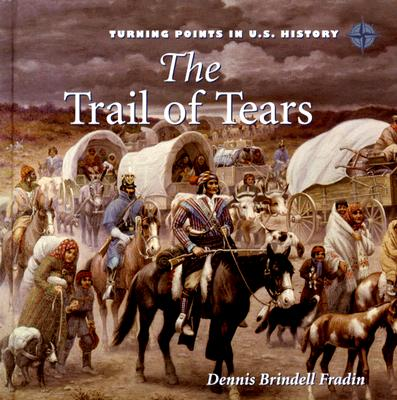 TURNING POINTS IN U.S. HISTORY
The
Trail of Tears
Dennis Brindell Fradin